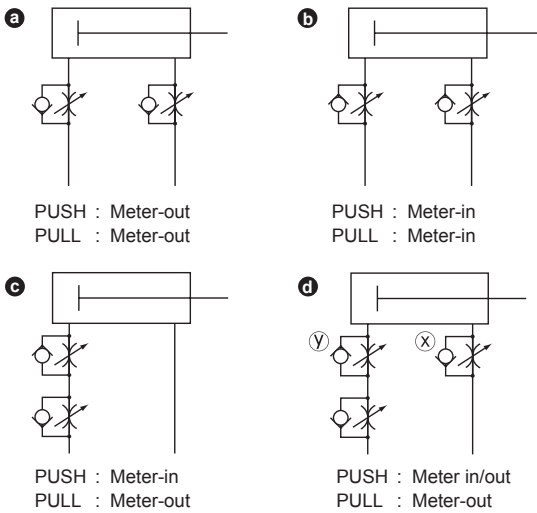 a
PUSH : Meter-out
PULL : Meter-out
b
PUSH : Meter-in
PULL : Meter-in
c
PUSH : Meter-in
PULL : Meter-out
d
y
x
PUSH : Meter in/out
PULL : Meter-out